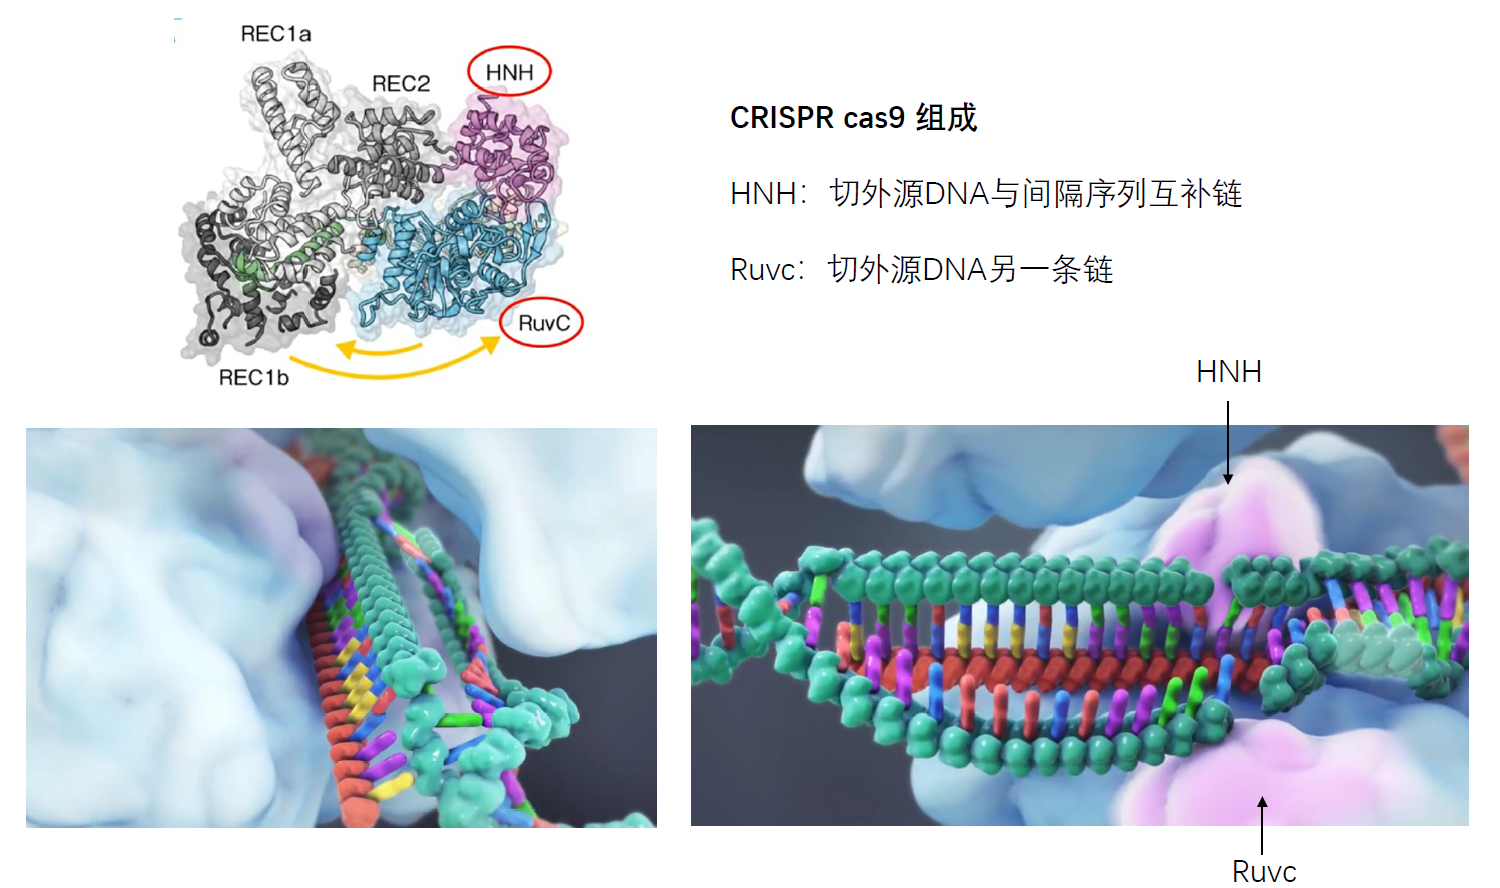 REC1a
REC2
HNH
RuvC
REC1b
CRISPR cas9 组成
HNH：切外源DNA与间隔序列互补链
Ruvc：切外源DNA另一条链
HNH
Ruvc